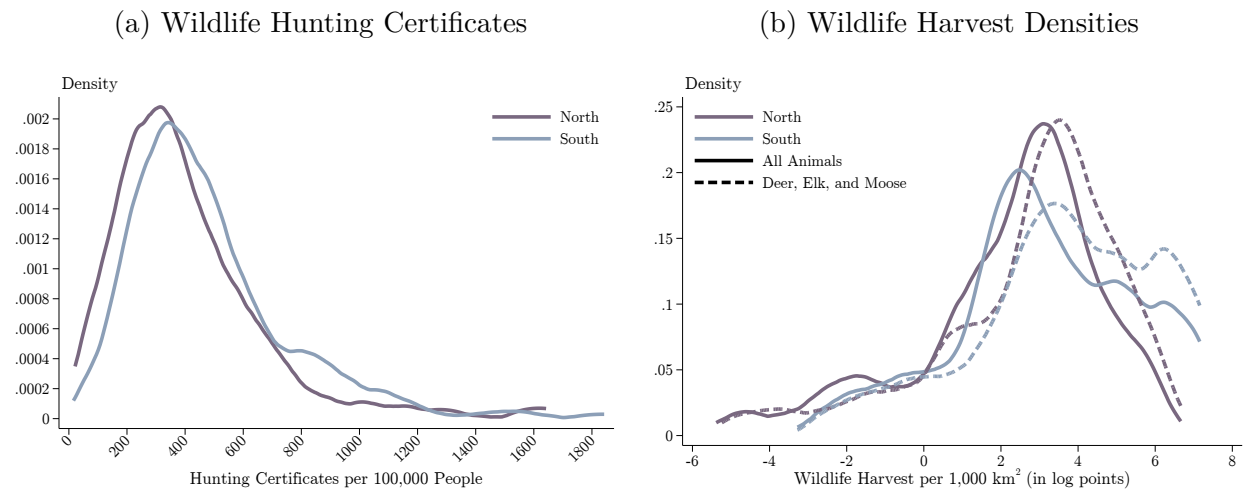 (a) Wildlife Hunting Certificates
Density
.002
.0018
.0016
.0014
.0012
.001
.0008
.0006
.0004
.0002
0
North
South
0 200 400 600 800 1000 1200 1400 1600 1800
Hunting Certificates per 100,000 People
(b) Wildlife Harvest Densities
Density
.25
.2
.15
.1
.05
0
North
South
All Animals
Deer, Elk, and Moose
-6 -4 -2 0 2 4 6 8
Wildlife Harvest per 1,000 km² (in log points)